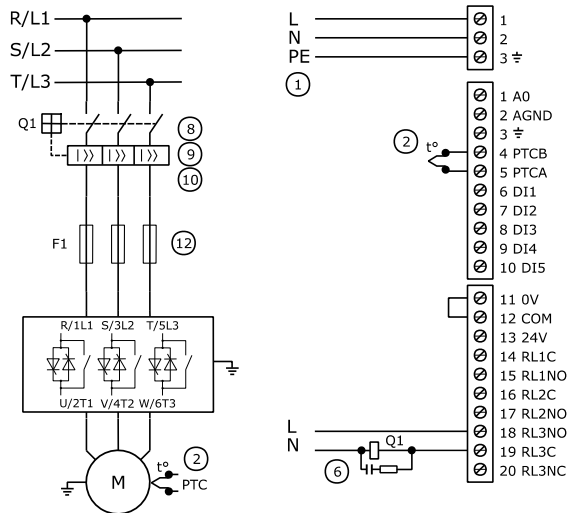 R/L1
S/L2
T/L3
Q1
8
9
10
F1
12
R/1L1 S/3L2 T/5L3
U/2T1 V/4T2 W/6T3
M
t°
2
PTC
L
N
PE
1
1
2
3
1 A0
2 AGND
3
4 PTCB
5 PTCA
6 DI1
7 DI2
8 DI3
9 DI4
10 DI5
2
t°
11 0V
12 COM
13 24V
14 RL1C
15 RL1NO
16 RL2C
17 RL2NO
18 RL3NO
19 RL3C
20 RL3NC
L
N
Q1
6